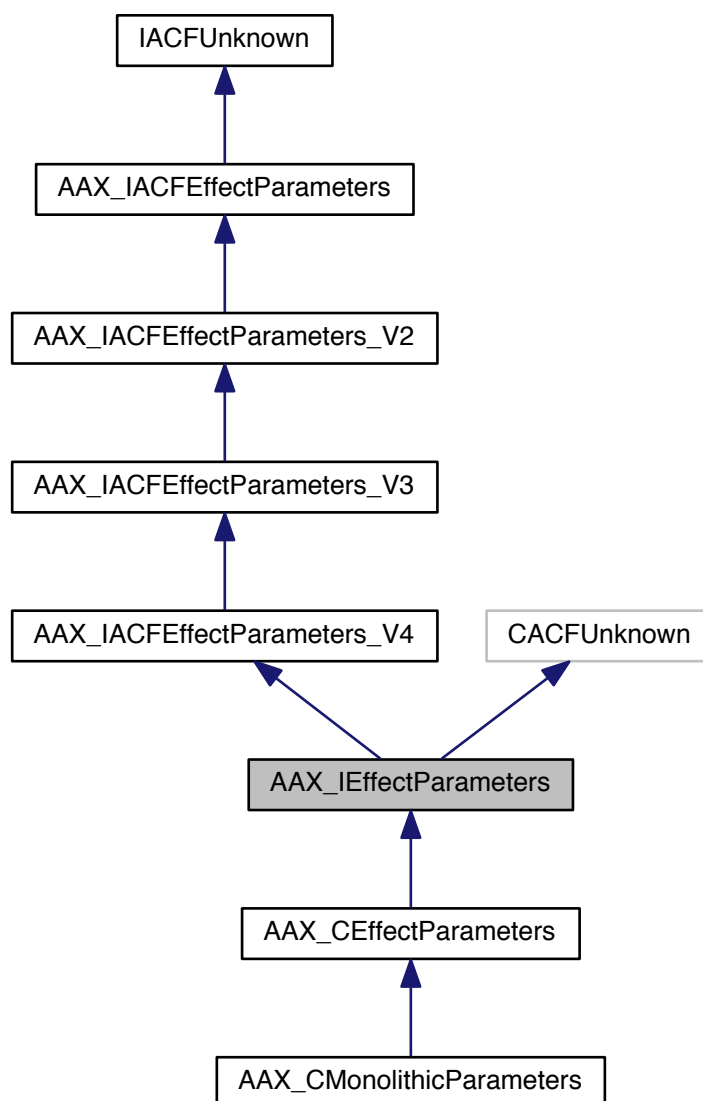 IACFUnknown
AAX_IACFEffectParameters
AAX_IACFEffectParameters_V2
AAX_IACFEffectParameters_V3
AAX_IACFEffectParameters_V4
CACFUnknown
AAX_IEffectParameters
AAX_CEffectParameters
AAX_CMonolithicParameters